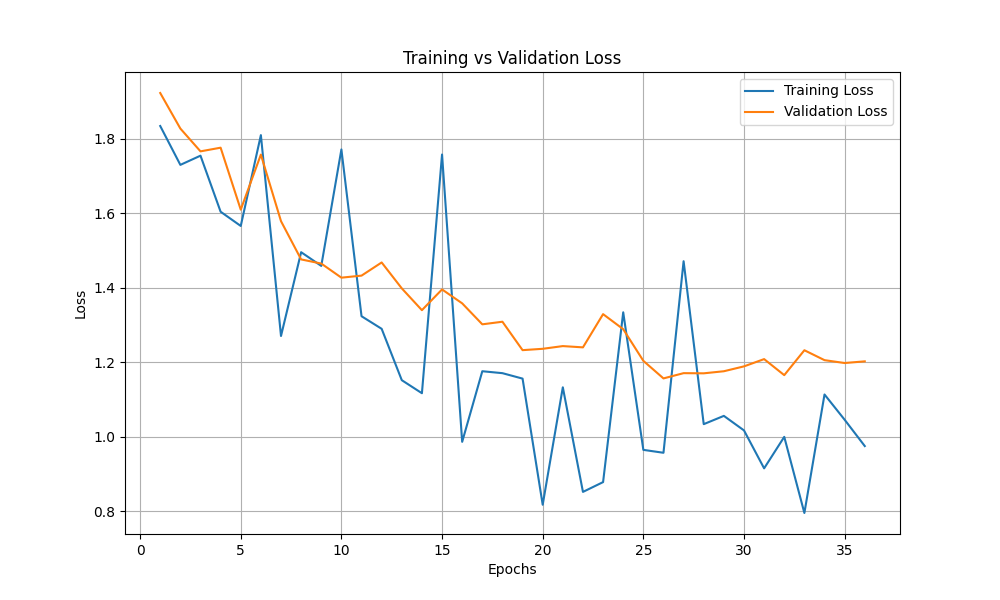 Training vs Validation Loss
Training Loss
Validation Loss
1.8
1.6
1.4
1.2
1.0
0.8
Loss
0 5 10 15 20 25 30 35
Epochs